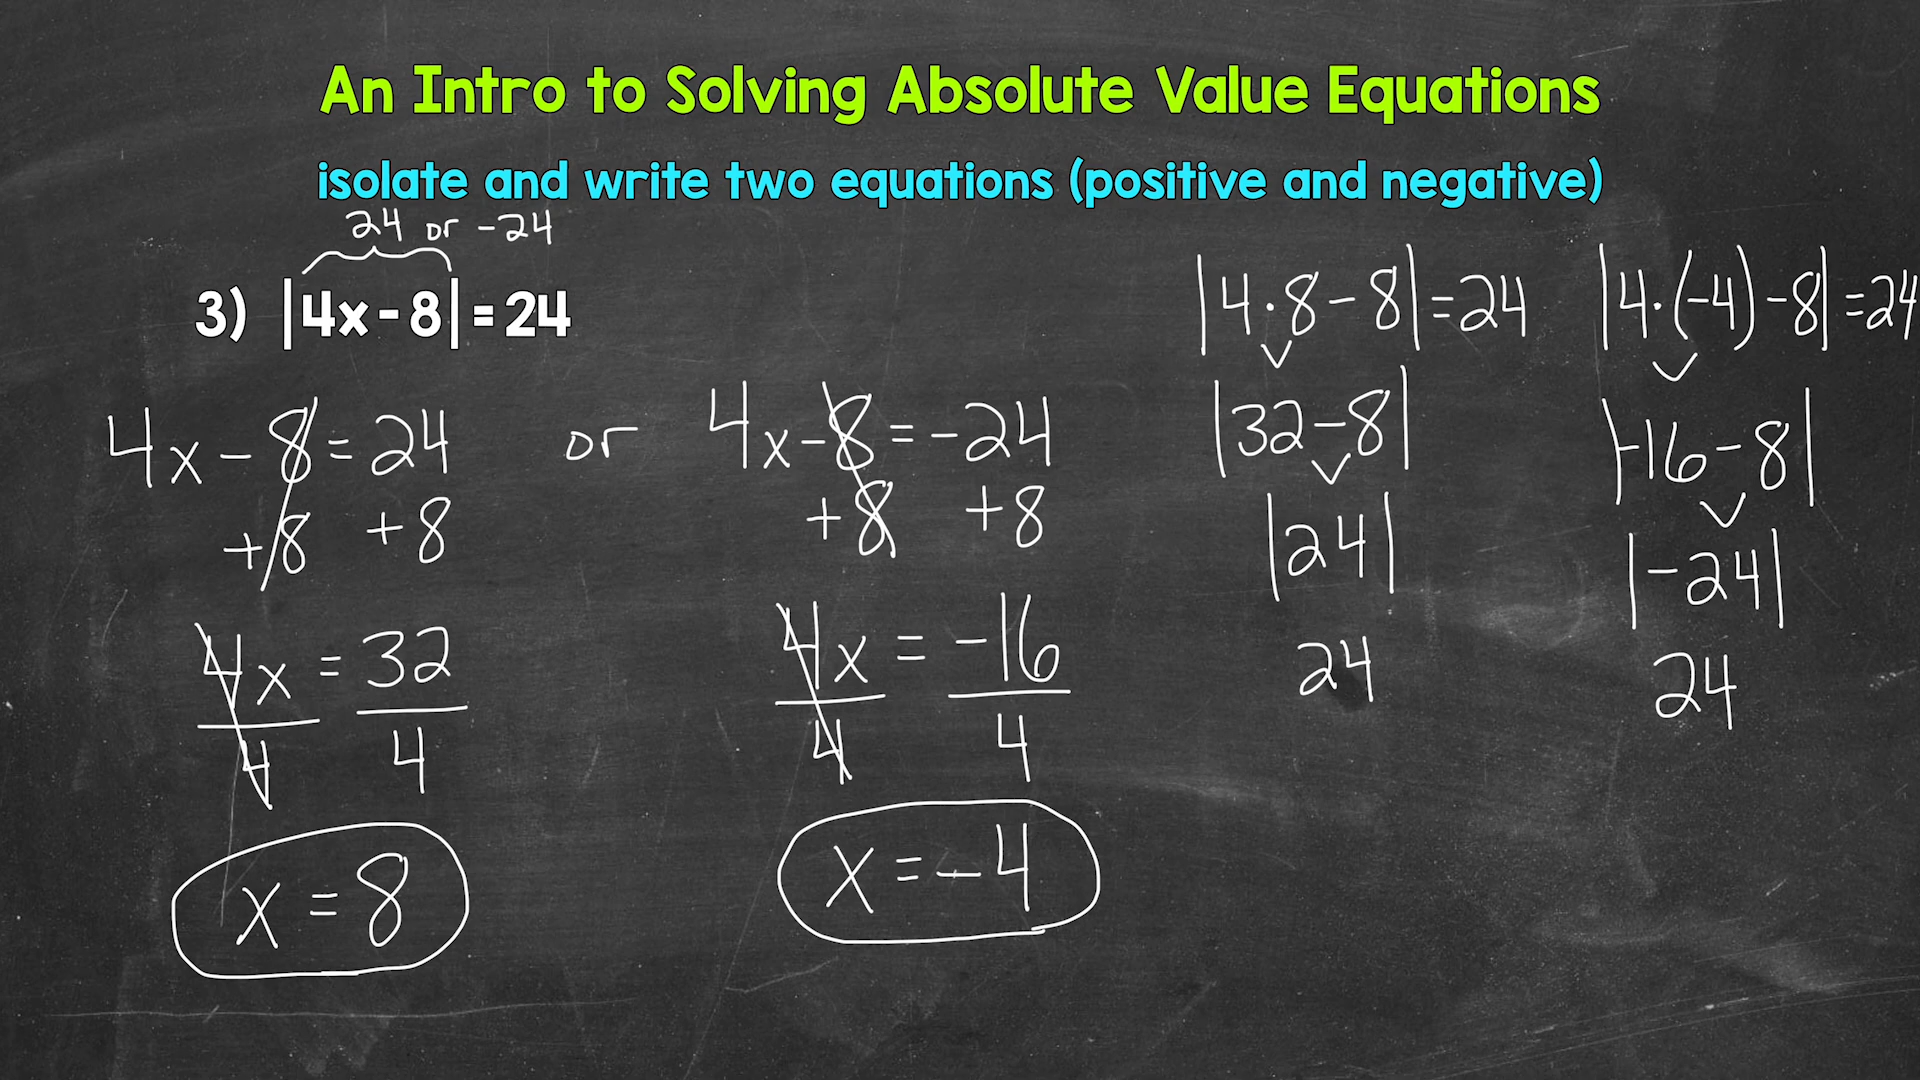 An Intro to Solving Absolute Value Equations
isolate and write two equations (positive and negative)
24 or -24
3) |4x-8|=24
4x-8=24
+8 +8
4x=32
4 4
x=8
or
4x-8=-24
+8 +8
4x=-16
4 4
x=-4
|4·8-8|=24
|32-8|
|24|
24
|4·(-4)-8|=24
|-16-8|
|-24|
24